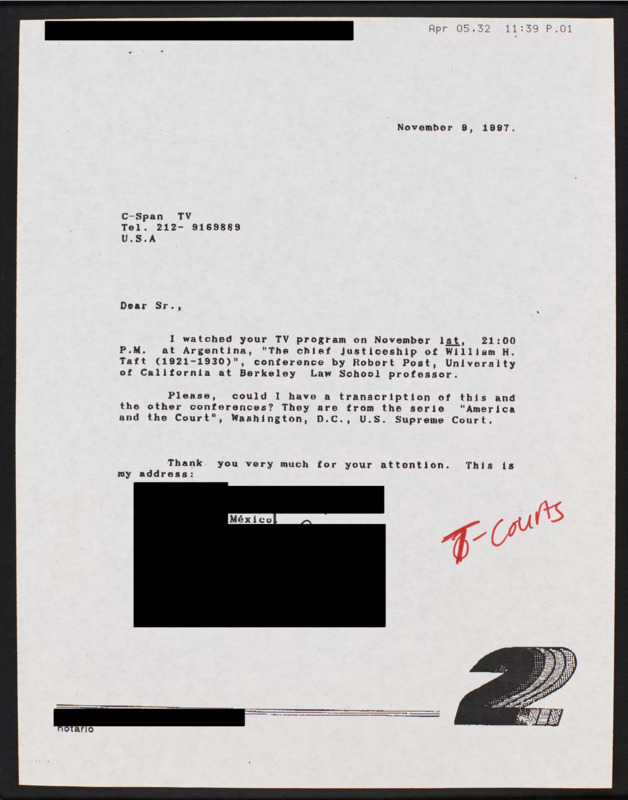 Apr 05.32 11:39 P.01
November 9, 1997.
C-Span TV
Tel. 212- 9169889
U.S.A
Dear Sr.,
I watched your TV program on November 1st, 21:00
P.M. at Argentina, "The chief justiceship of William H.
Taft (1921-1930)", conference by Robert Post, University
of California at Berkeley Law School professor.
Please, could I have a transcription of this and
the other conferences? They are from the serie "America
and the Court", Washington, D.C., U.S. Supreme Court.
Thank you very much for your attention. This is
my address:
México
-Courts
2
notario